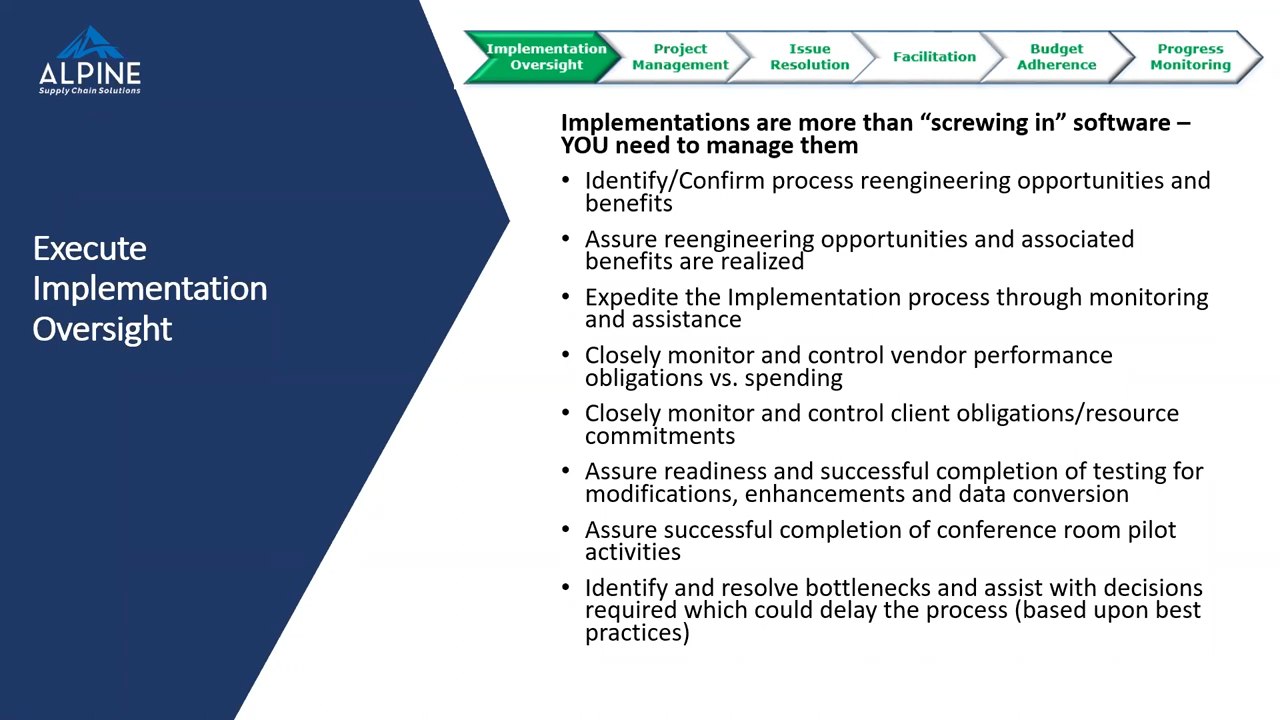 ALPINE
Supply Chain Solutions
Implementation
Oversight
Project
Management
Issue
Resolution
Facilitation
Budget
Adherence
Progress
Monitoring
Execute
Implementation
Oversight
Implementations are more than “screwing in” software –
YOU need to manage them
• Identify/Confirm process reengineering opportunities and
benefits
• Assure reengineering opportunities and associated
benefits are realized
• Expedite the Implementation process through monitoring
and assistance
• Closely monitor and control vendor performance
obligations vs. spending
• Closely monitor and control client obligations/resource
commitments
• Assure readiness and successful completion of testing for
modifications, enhancements and data conversion
• Assure successful completion of conference room pilot
activities
• Identify and resolve bottlenecks and assist with decisions
required which could delay the process (based upon best
practices)